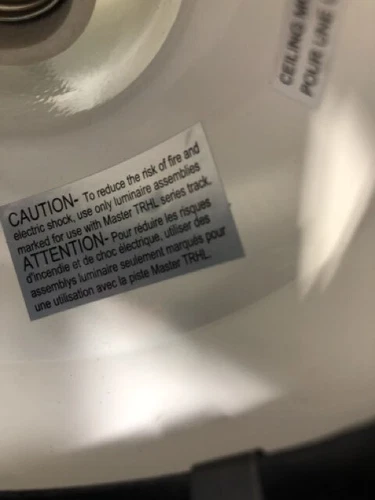 CEILING
POUR UNE
CAUTION- To reduce the risk of fire and
electric shock, use only luminaire assemblies
marked for use with Master TRHL series track.
ATTENTION- Pour réduire les risques
d'incendie et de choc électrique, utiliser des
assemblys luminaire seulement marqués pour
une utilisation avec la piste Master TRHL.